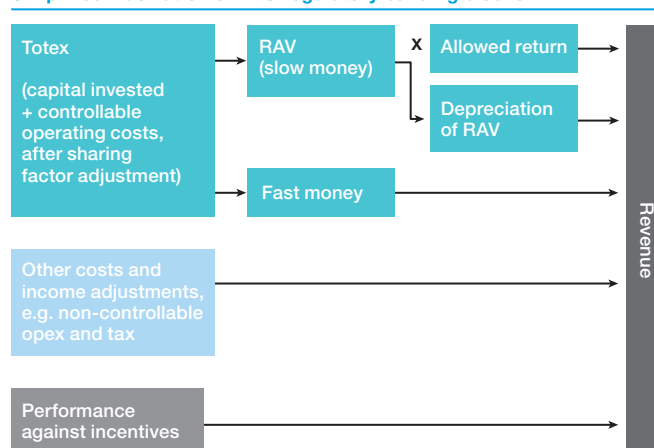 Totex
(capital invested
+ controllable
operating costs,
after sharing
factor adjustment)
RAV
(slow money)
x
Allowed return
Depreciation
of RAV
Fast money
Other costs and
income adjustments,
e.g. non-controllable
opex and tax
Performance
against incentives
Revenue